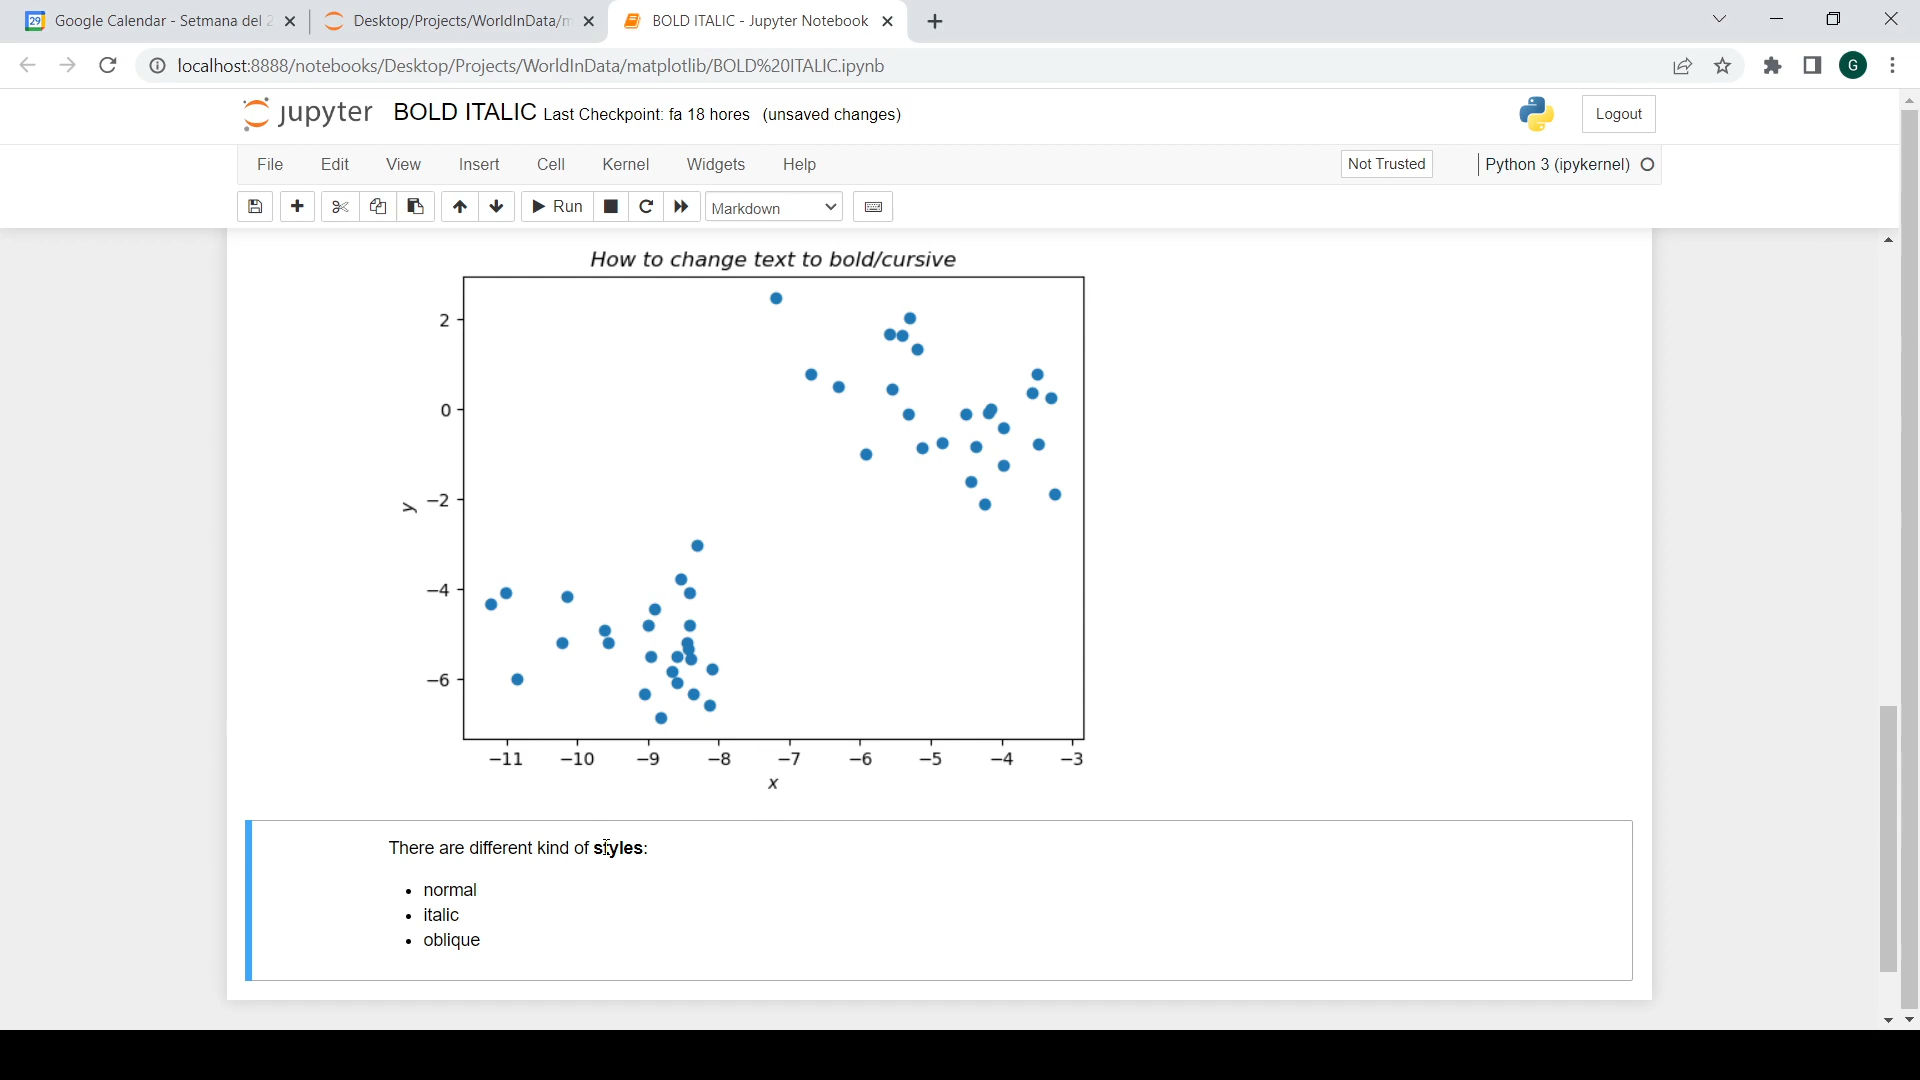 Google Calendar - Setmana del 2
Desktop/Projects/WorldInData/m
BOLD ITALIC - Jupyter Notebook
localhost:8888/notebooks/Desktop/Projects/WorldInData/matplotlib/BOLD%20ITALIC.ipynb
G
jupyter BOLD ITALIC Last Checkpoint: fa 18 hores (unsaved changes)
Logout
File Edit View Insert Cell Kernel Widgets Help
Not Trusted
Python 3 (ipykernel)
Run
Markdown
How to change text to bold/cursive
2
0
−2
−4
−6
y
−11 −10 −9 −8 −7 −6 −5 −4 −3
x
There are different kind of styles:
• normal
• italic
• oblique